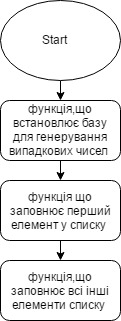 Start
функція,що
встановлює базу
для генерування
випадкових чисел
функція що
заповнює перший
елемент у списку
функція,що
заповнює всі інші
елементи списку